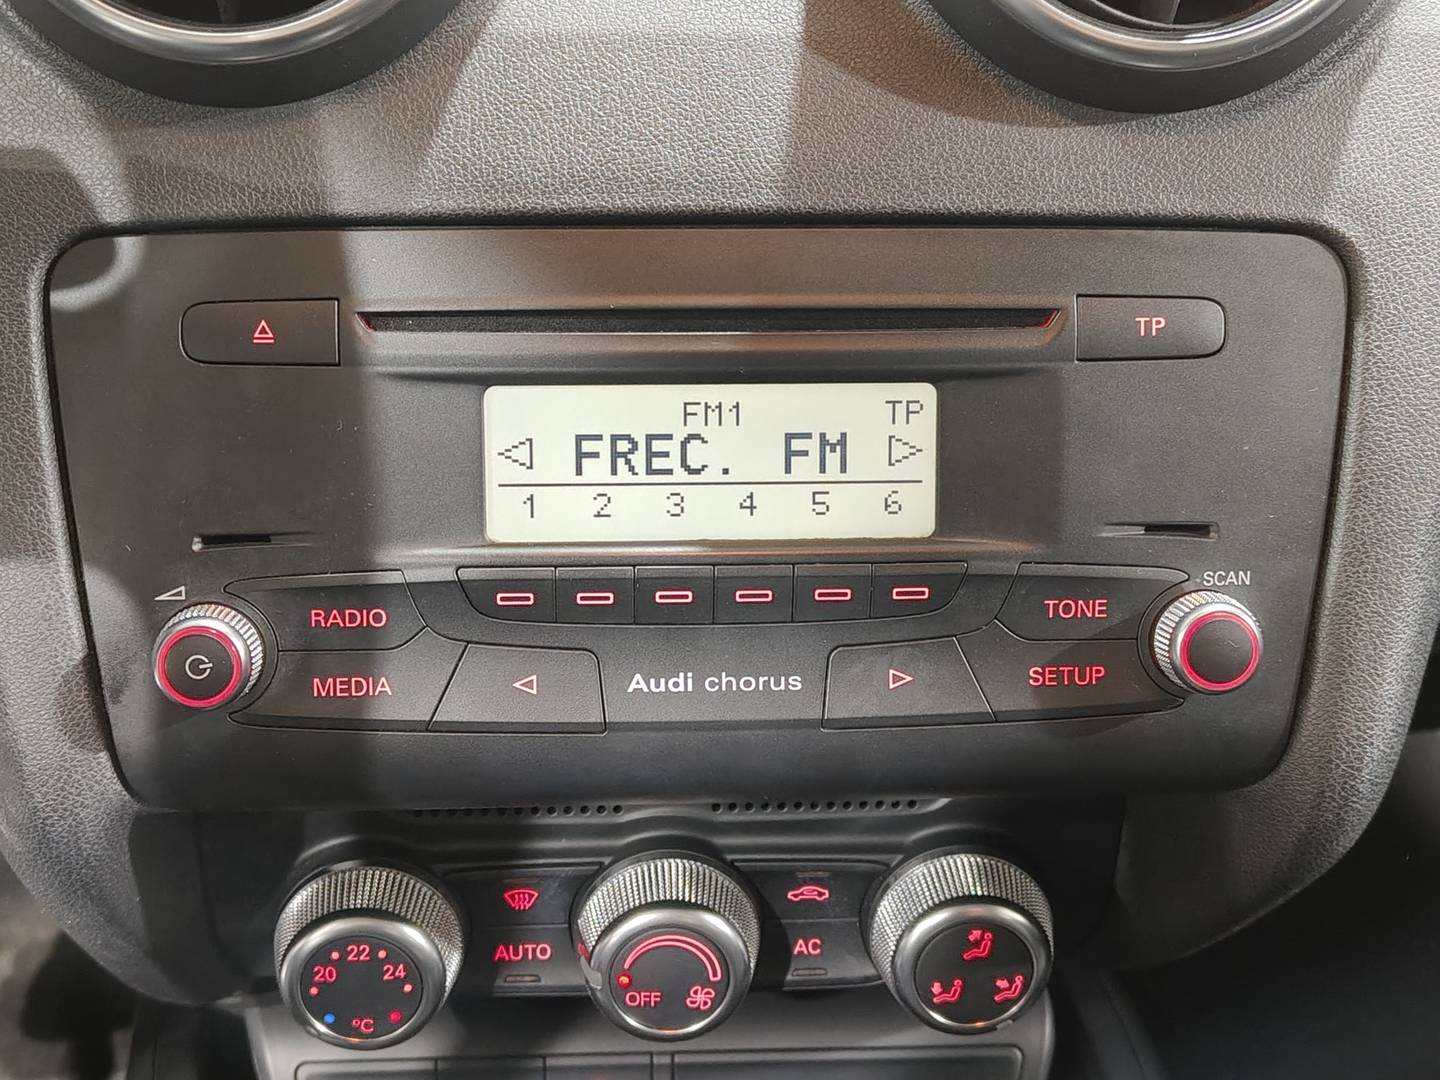 TP
FM1 TP
FREC. FM
1 2 3 4 5 6
SCAN
RADIO
TONE
MEDIA
Audi chorus
SETUP
22
20 24
°C
AUTO
OFF
AC